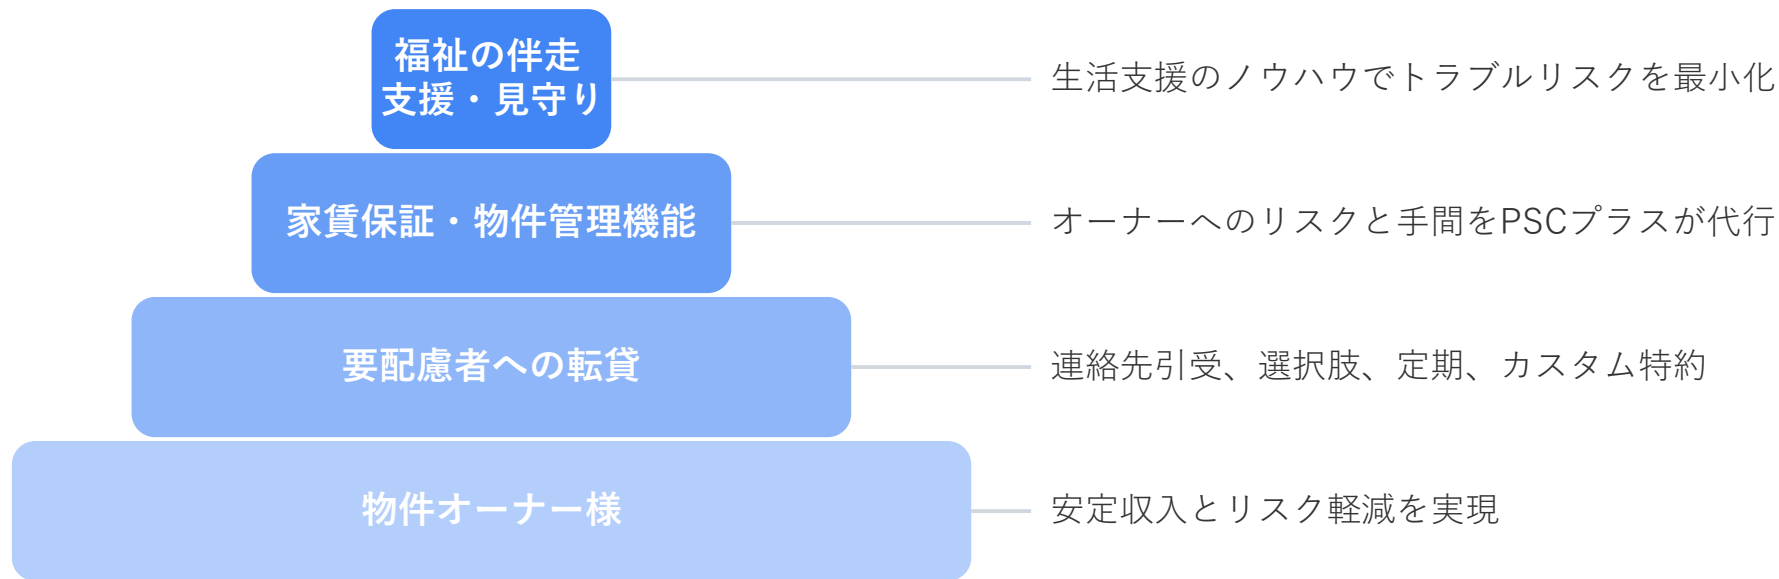 福祉の伴走
支援・見守り
生活支援のノウハウでトラブルリスクを最小化
家賃保証・物件管理機能
オーナーへのリスクと手間をPSCプラスが代行
要配慮者への転貸
連絡先引受、選択肢、定期、カスタム特約
物件オーナー様
安定収入とリスク軽減を実現